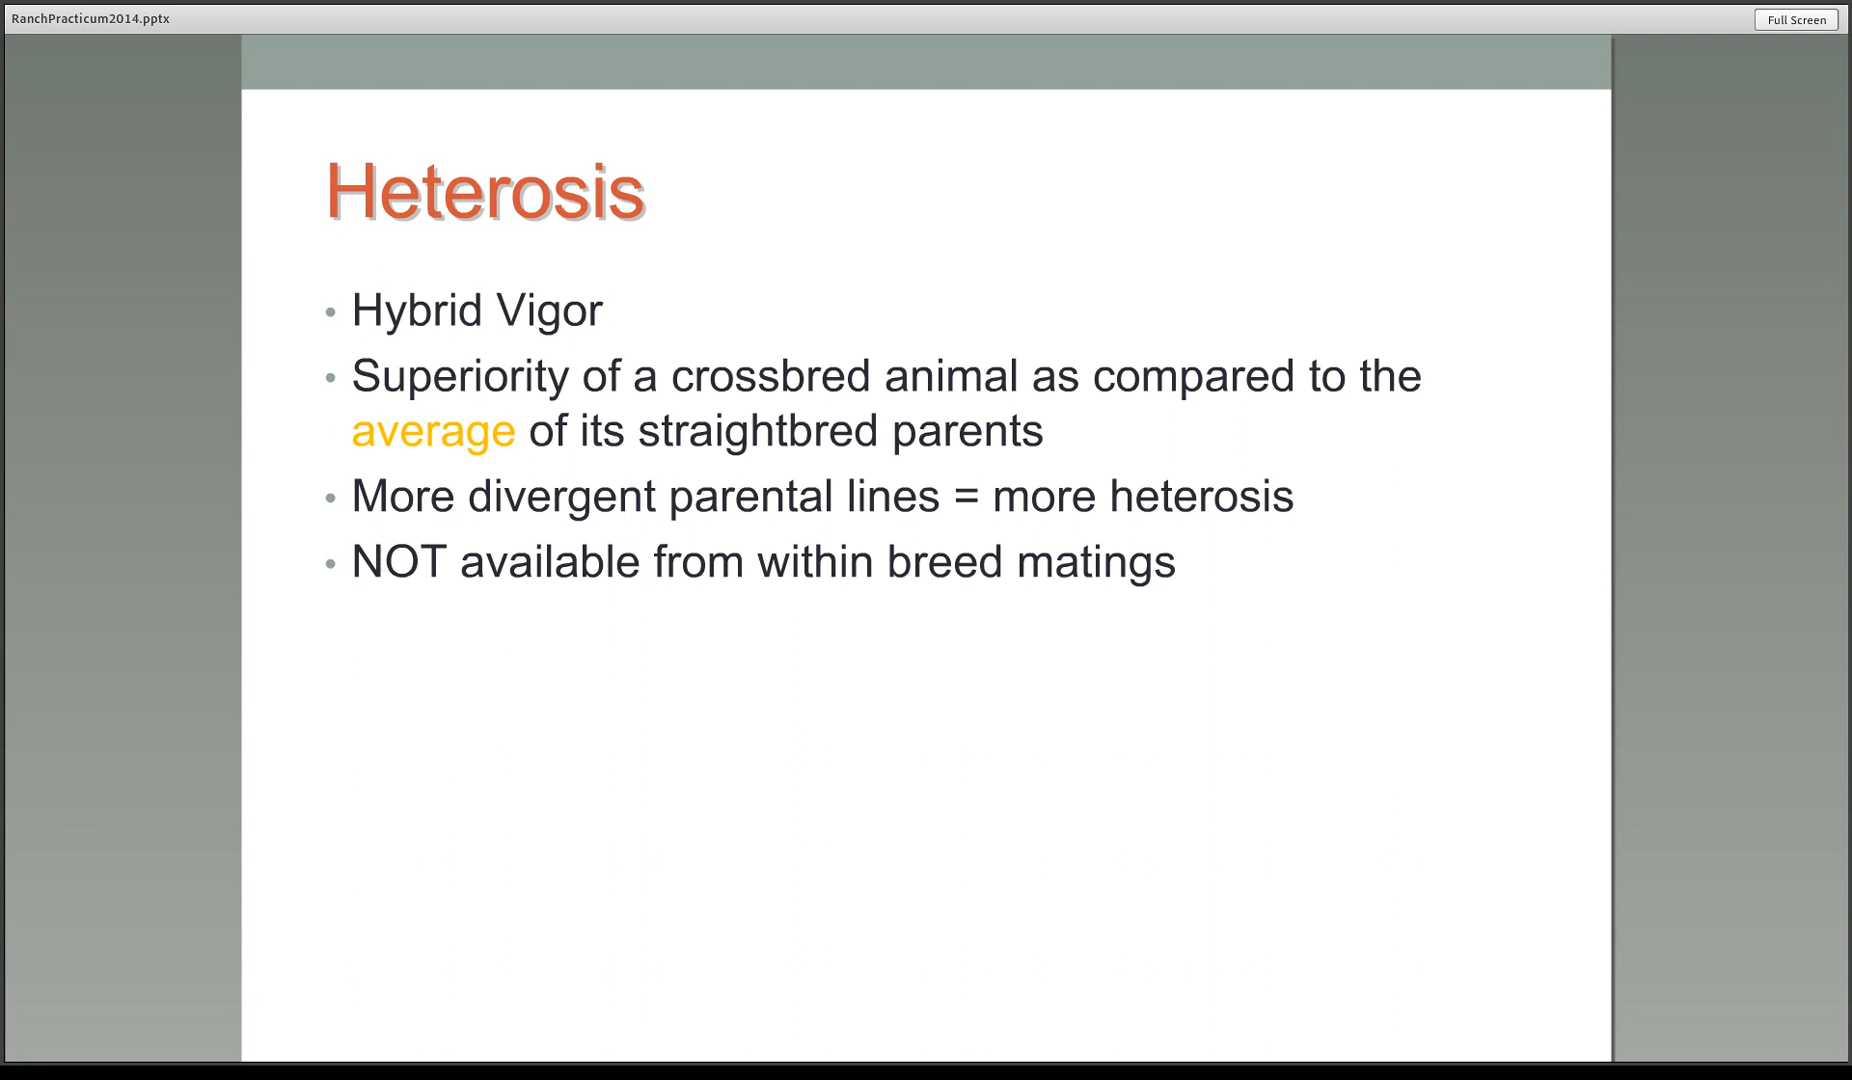 RanchPracticum2014.pptx
Full Screen
Heterosis
• Hybrid Vigor
• Superiority of a crossbred animal as compared to the
average of its straightbred parents
• More divergent parental lines = more heterosis
• NOT available from within breed matings